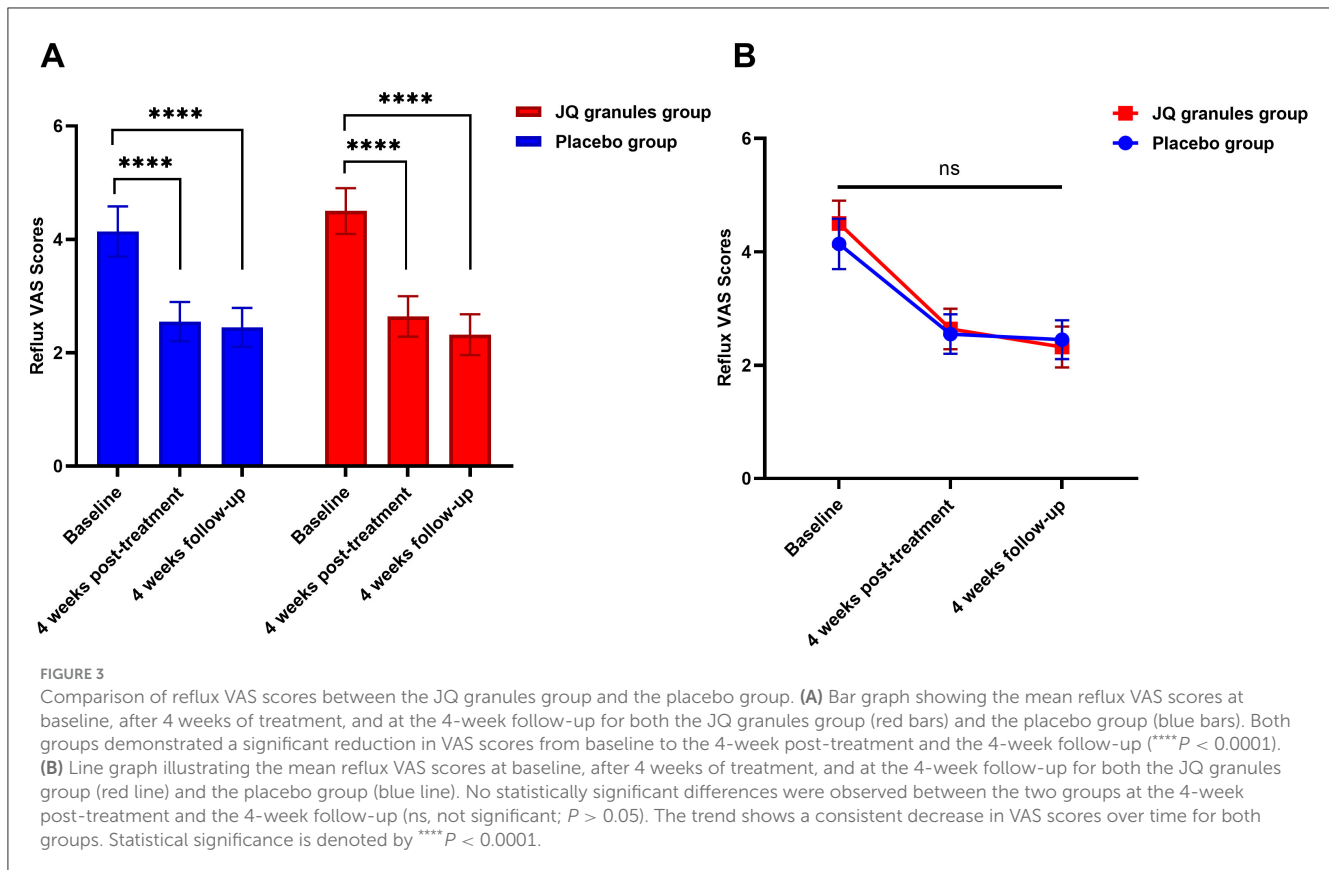 A
****
****
6
4
2
0
Reflux VAS Scores
Baseline
4 weeks post-treatment
4 weeks follow-up
****
****
Baseline
4 weeks post-treatment
4 weeks follow-up
JQ granules group
Placebo group
B
JQ granules group
Placebo group
ns
6
4
2
0
Reflux VAS Scores
Baseline
4 weeks post-treatment
4 weeks follow-up
FIGURE 3
Comparison of reflux VAS scores between the JQ granules group and the placebo group. (A) Bar graph showing the mean reflux VAS scores at
baseline, after 4 weeks of treatment, and at the 4-week follow-up for both the JQ granules group (red bars) and the placebo group (blue bars). Both
groups demonstrated a significant reduction in VAS scores from baseline to the 4-week post-treatment and the 4-week follow-up (****P < 0.0001).
(B) Line graph illustrating the mean reflux VAS scores at baseline, after 4 weeks of treatment, and at the 4-week follow-up for both the JQ granules
group (red line) and the placebo group (blue line). No statistically significant differences were observed between the two groups at the 4-week
post-treatment and the 4-week follow-up (ns, not significant; P > 0.05). The trend shows a consistent decrease in VAS scores over time for both
groups. Statistical significance is denoted by ****P < 0.0001.